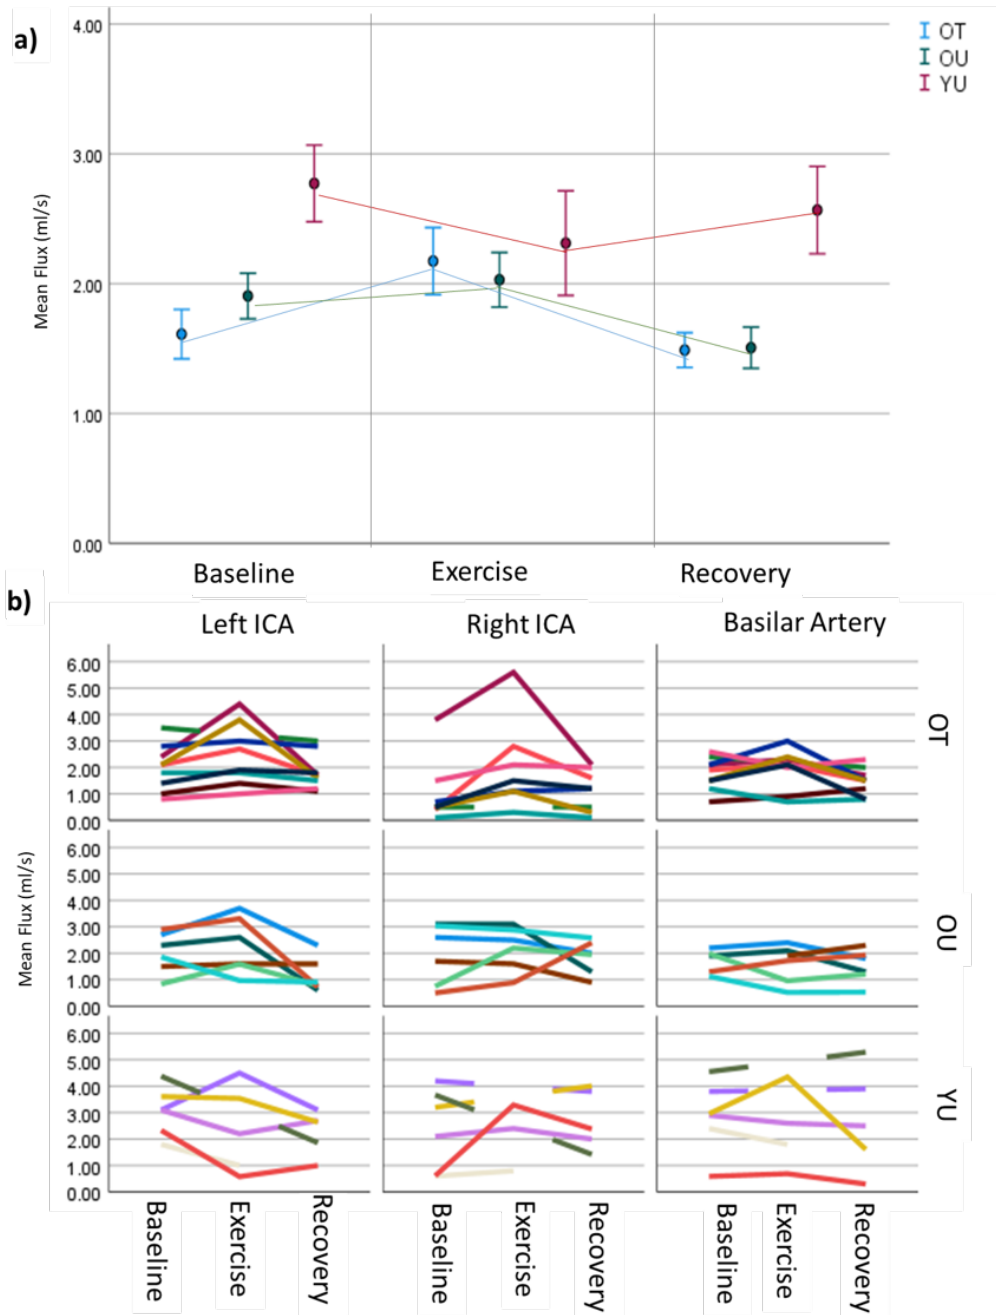 a)
OT
OU
YU
4.00
3.00
2.00
1.00
0.00
Mean Flux (ml/s)
Baseline
Exercise
Recovery
b)
Left ICA
Right ICA
Basilar Artery
Mean Flux (ml/s)
6.00
5.00
4.00
3.00
2.00
1.00
0.00
OT
6.00
5.00
4.00
3.00
2.00
1.00
0.00
OU
6.00
5.00
4.00
3.00
2.00
1.00
0.00
YU
Baseline
Exercise
Recovery
Baseline
Exercise
Recovery
Baseline
Exercise
Recovery